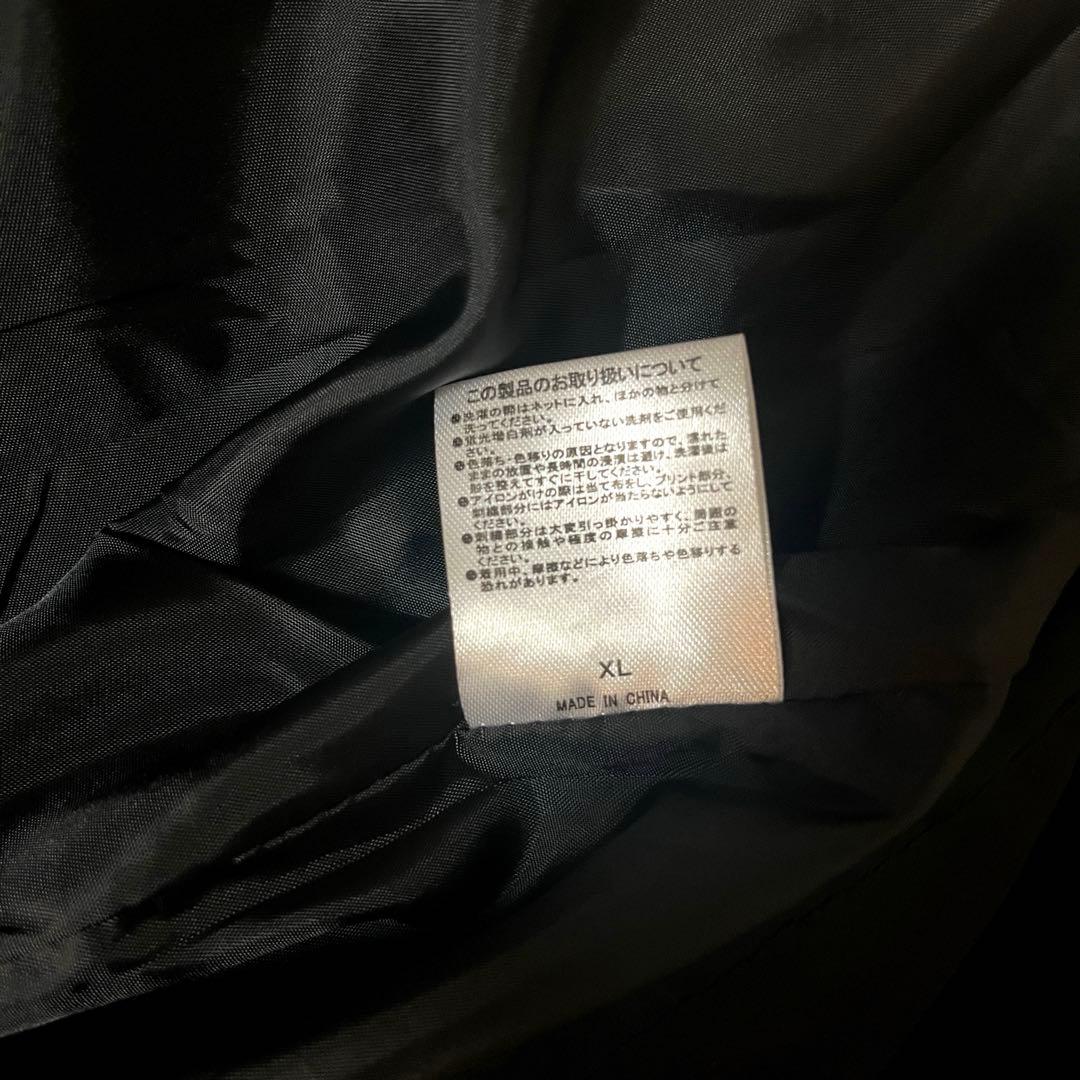 この製品のお取り扱いについて
●洗濯の際はネットに入れ、ほかの物と分けて
洗ってください。
●蛍光増白剤が入っていない洗剤をご使用くだ
さい。
●色落ち・色移りの原因となりますので、濡れた
ままの放置や長時間の浸漬は避け、洗濯後は
形を整えてすぐに干してください。
●アイロンがけの際は当て布をし、プリント部分、
刺繍部分にはアイロンが当たらないようにして
ください。
●刺繍部分は大変引っ掛かりやすく、周囲の
物との接触や極度の摩擦に十分ご注意
ください。
●着用中、摩擦などにより色落ちや色移りする
恐れがあります。
XL
MADE IN CHINA